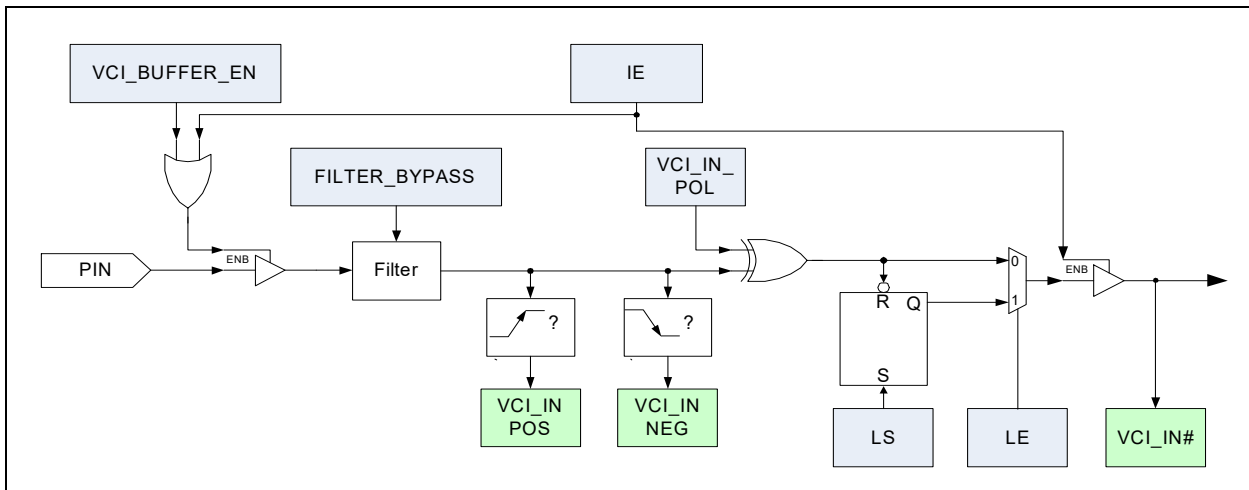 VCI_BUFFER_EN
IE
FILTER_BYPASS
VCI_IN_
POL
PIN
ENB
Filter
0
1
ENB
R
Q
S
?
?
VCI_IN
POS
VCI_IN
NEG
LS
LE
VCI_IN#